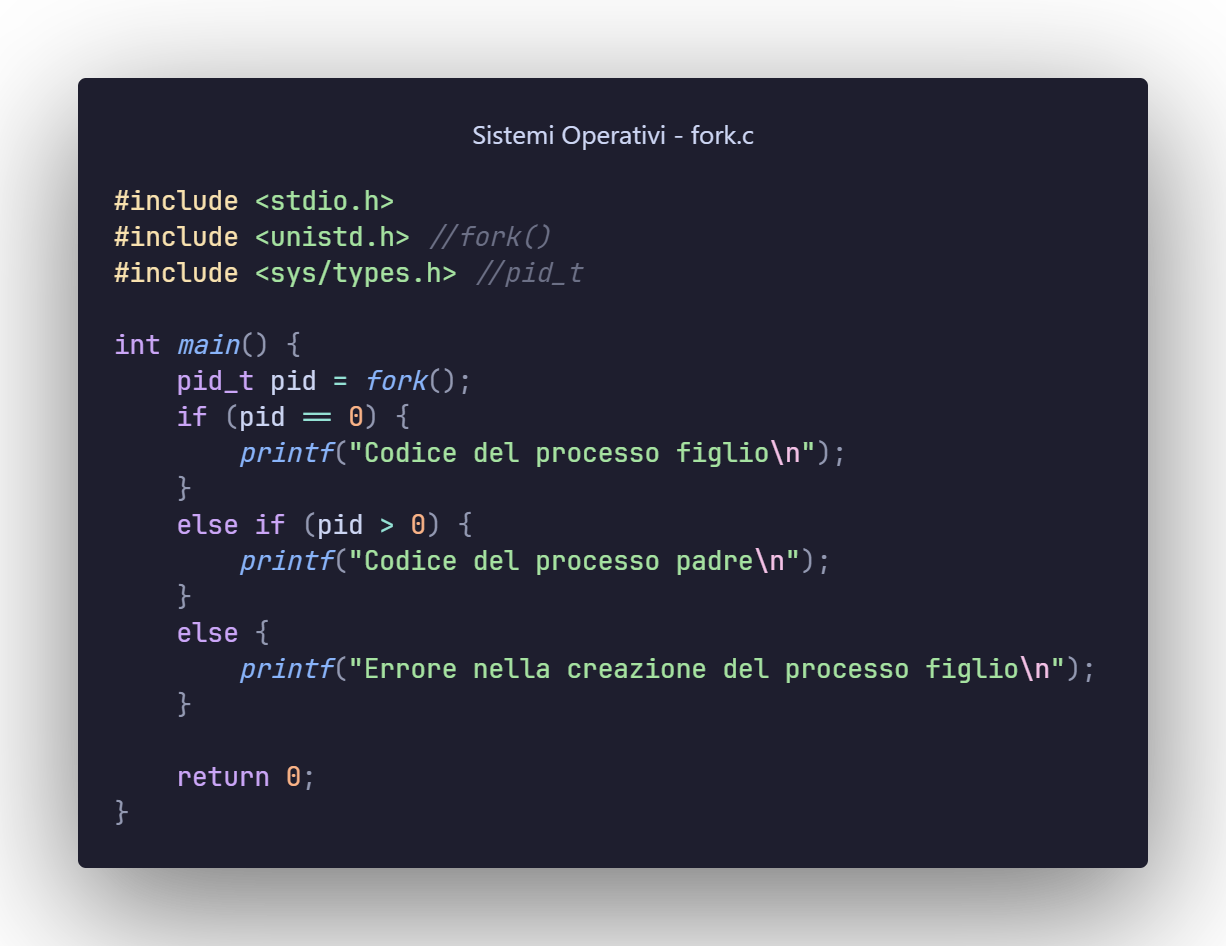 Sistemi Operativi - fork.c
#include <stdio.h>
#include <unistd.h> //fork()
#include <sys/types.h> //pid_t
int main() {
    pid_t pid = fork();
    if (pid == 0) {
        printf("Codice del processo figlio\n");
    }
    else if (pid > 0) {
        printf("Codice del processo padre\n");
    }
    else {
        printf("Errore nella creazione del processo figlio\n");
    }
    return 0;
}